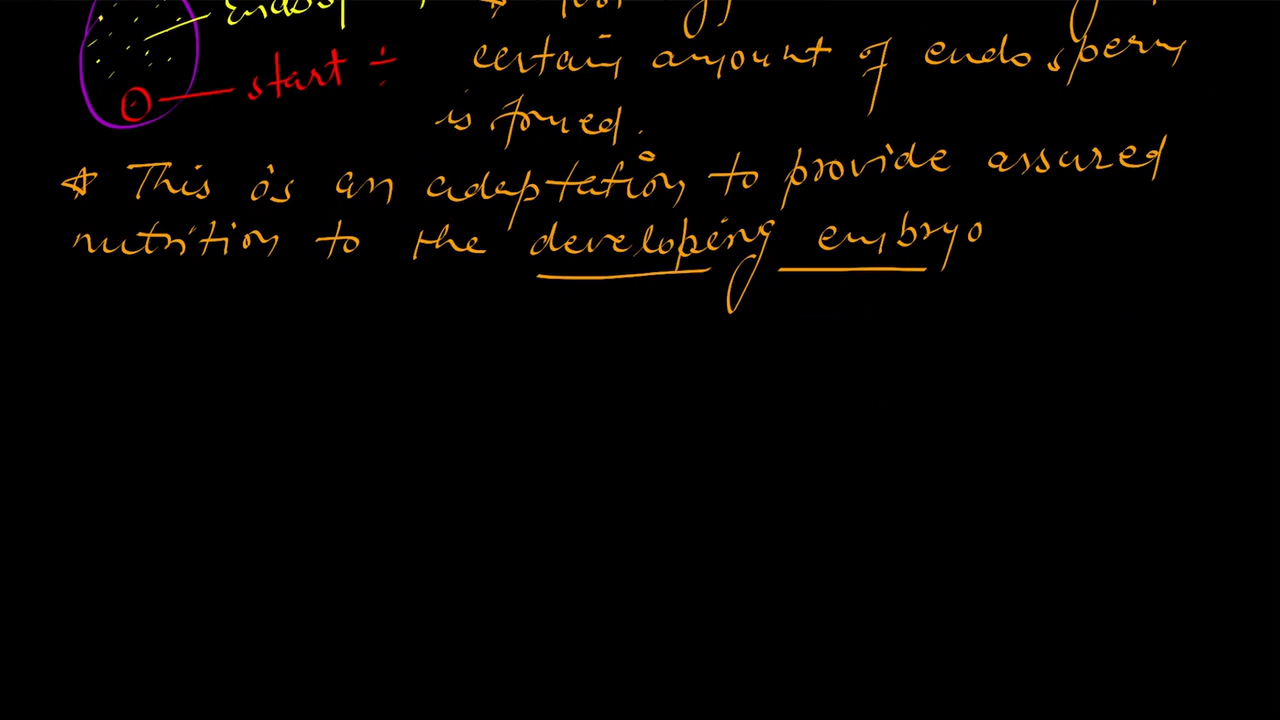 start ÷
certain amount of endosperm
is formed.
* This is an adaptation to provide assured
nutrition to the developing embryo